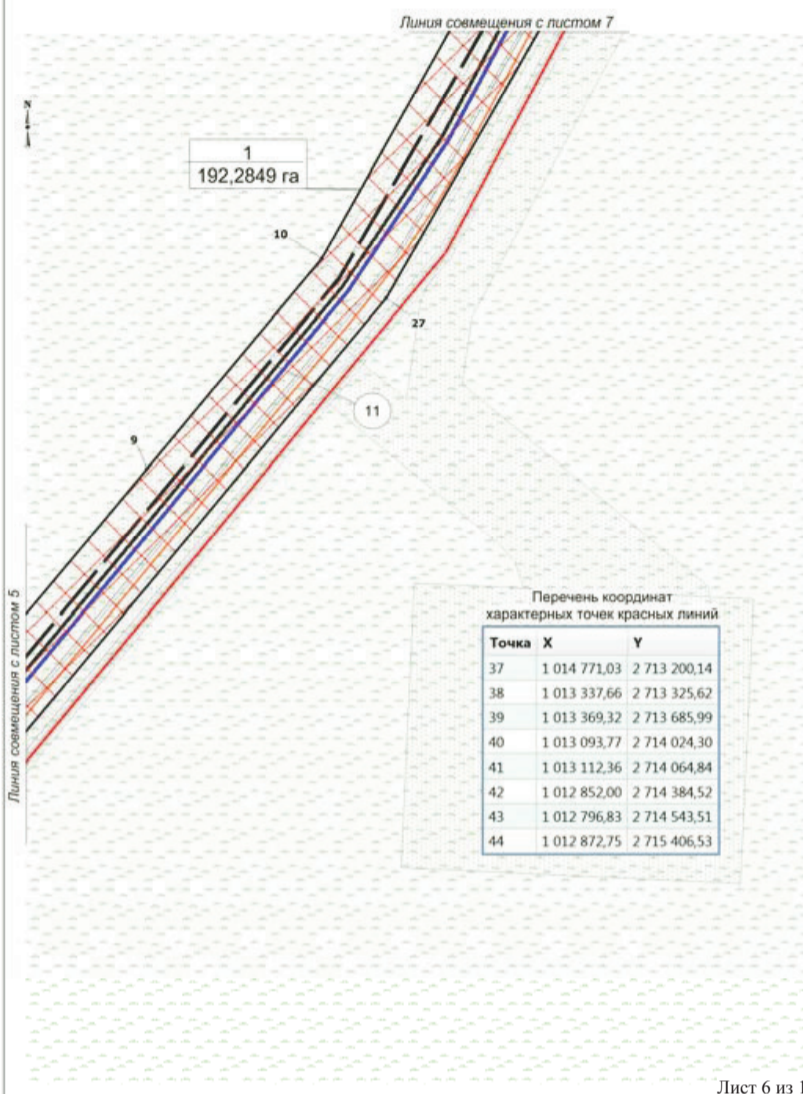 Линия совмещения с листом 7
N
1
192,2849 га
10
27
11
9
Линия совмещения с листом 5
Перечень координат
характерных точек красных линий
Точка X Y
37 1 014 771,03 2 713 200,14
38 1 013 337,66 2 713 325,62
39 1 013 369,32 2 713 685,99
40 1 013 093,77 2 714 024,30
41 1 013 112,36 2 714 064,84
42 1 012 852,00 2 714 384,52
43 1 012 796,83 2 714 543,51
44 1 012 872,75 2 715 406,53
Лист 6 из 1